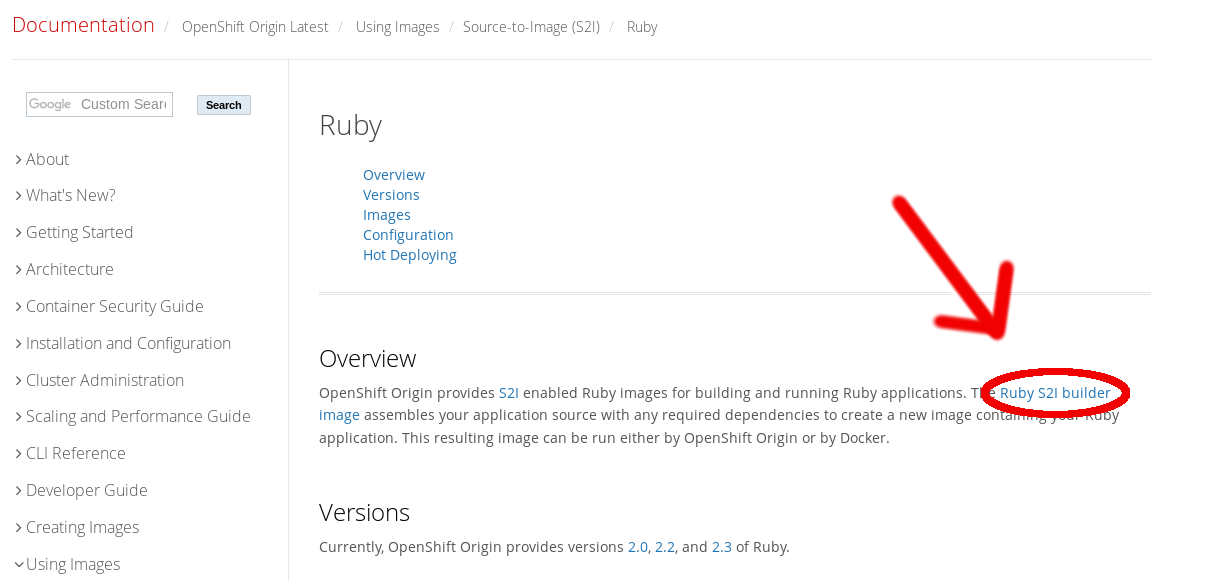 Documentation / OpenShift Origin Latest / Using Images / Source-to-Image (S2I) / Ruby
Google Custom Sear
Search
About
What's New?
Getting Started
Architecture
Container Security Guide
Installation and Configuration
Cluster Administration
Scaling and Performance Guide
CLI Reference
Developer Guide
Creating Images
Using Images
Ruby
Overview
Versions
Images
Configuration
Hot Deploying
Overview
OpenShift Origin provides S2I enabled Ruby images for building and running Ruby applications. The Ruby S2I builder
image assembles your application source with any required dependencies to create a new image containing your Ruby
application. This resulting image can be run either by OpenShift Origin or by Docker.
Versions
Currently, OpenShift Origin provides versions 2.0, 2.2, and 2.3 of Ruby.